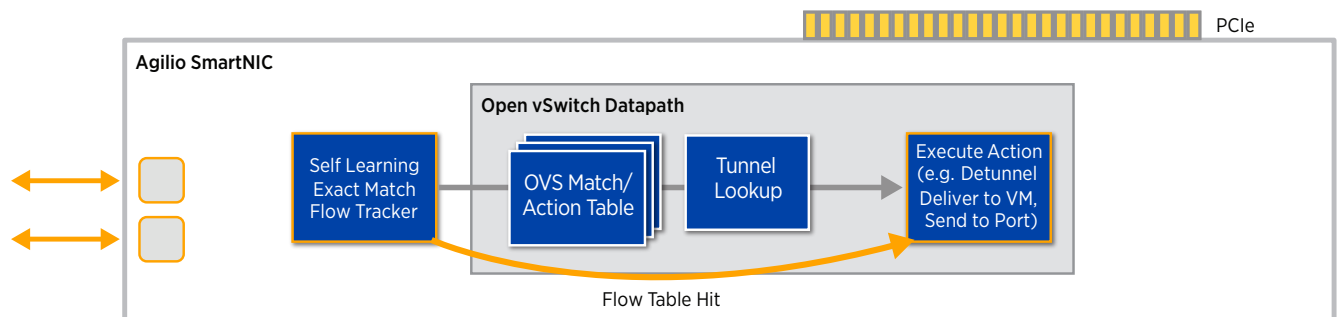 PCIe
Agilio SmartNIC
Open vSwitch Datapath
Self Learning
Exact Match
Flow Tracker
OVS Match/
Action Table
Tunnel
Lookup
Execute Action
(e.g. Detunnel
Deliver to VM,
Send to Port)
Flow Table Hit